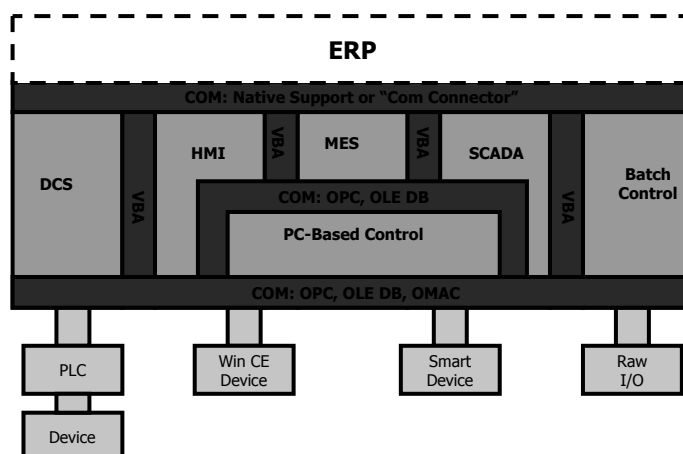 ERP
COM: Native Support or “Com Connector”
DCS
VBA
HMI
VBA
MES
VBA
SCADA
VBA
Batch
Control
COM: OPC, OLE DB
PC-Based Control
COM: OPC, OLE DB, OMAC
PLC
Win CE
Device
Smart
Device
Raw
I/O
Device